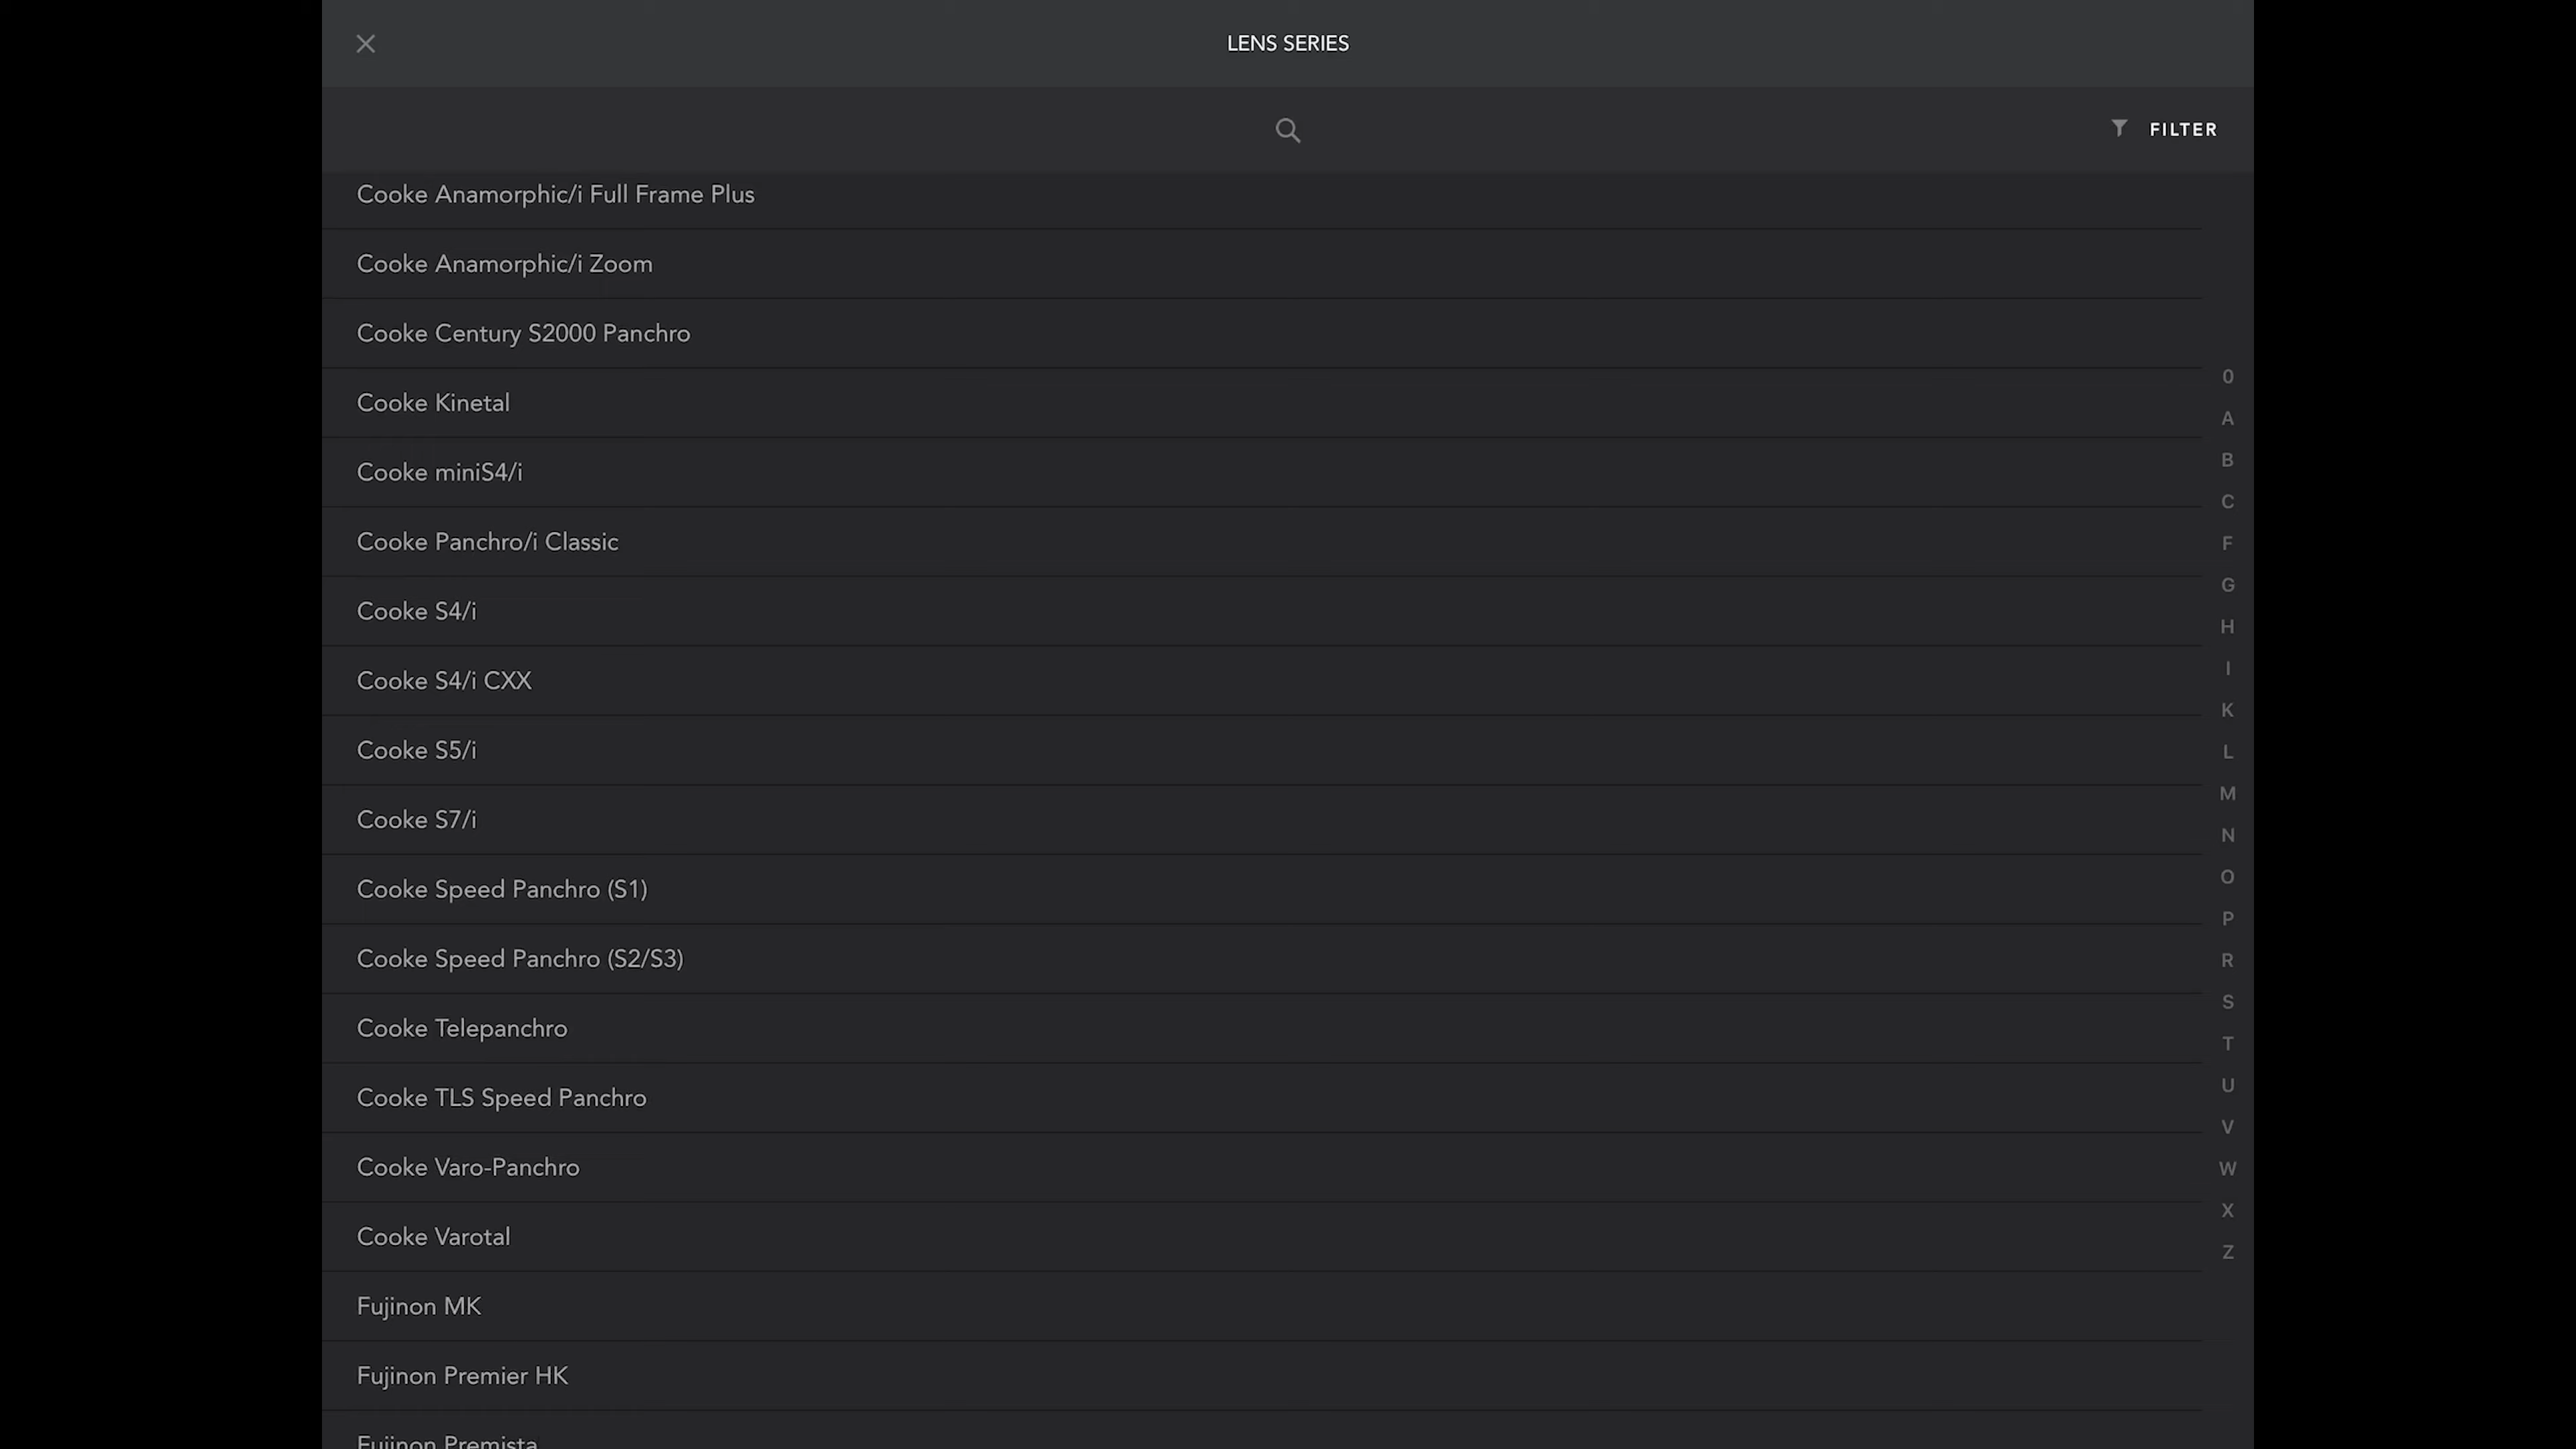 LENS SERIES
FILTER
Cooke Anamorphic/i Full Frame Plus
Cooke Anamorphic/i Zoom
Cooke Century S2000 Panchro
Cooke Kinetal
Cooke miniS4/i
Cooke Panchro/i Classic
Cooke S4/i
Cooke S4/i CXX
Cooke S5/i
Cooke S7/i
Cooke Speed Panchro (S1)
Cooke Speed Panchro (S2/S3)
Cooke Telepanchro
Cooke TLS Speed Panchro
Cooke Varo-Panchro
Cooke Varotal
Fujinon MK
Fujinon Premier HK
Fujinon Premista
0
A
B
C
F
G
H
I
K
L
M
N
O
P
R
S
T
U
V
W
X
Z